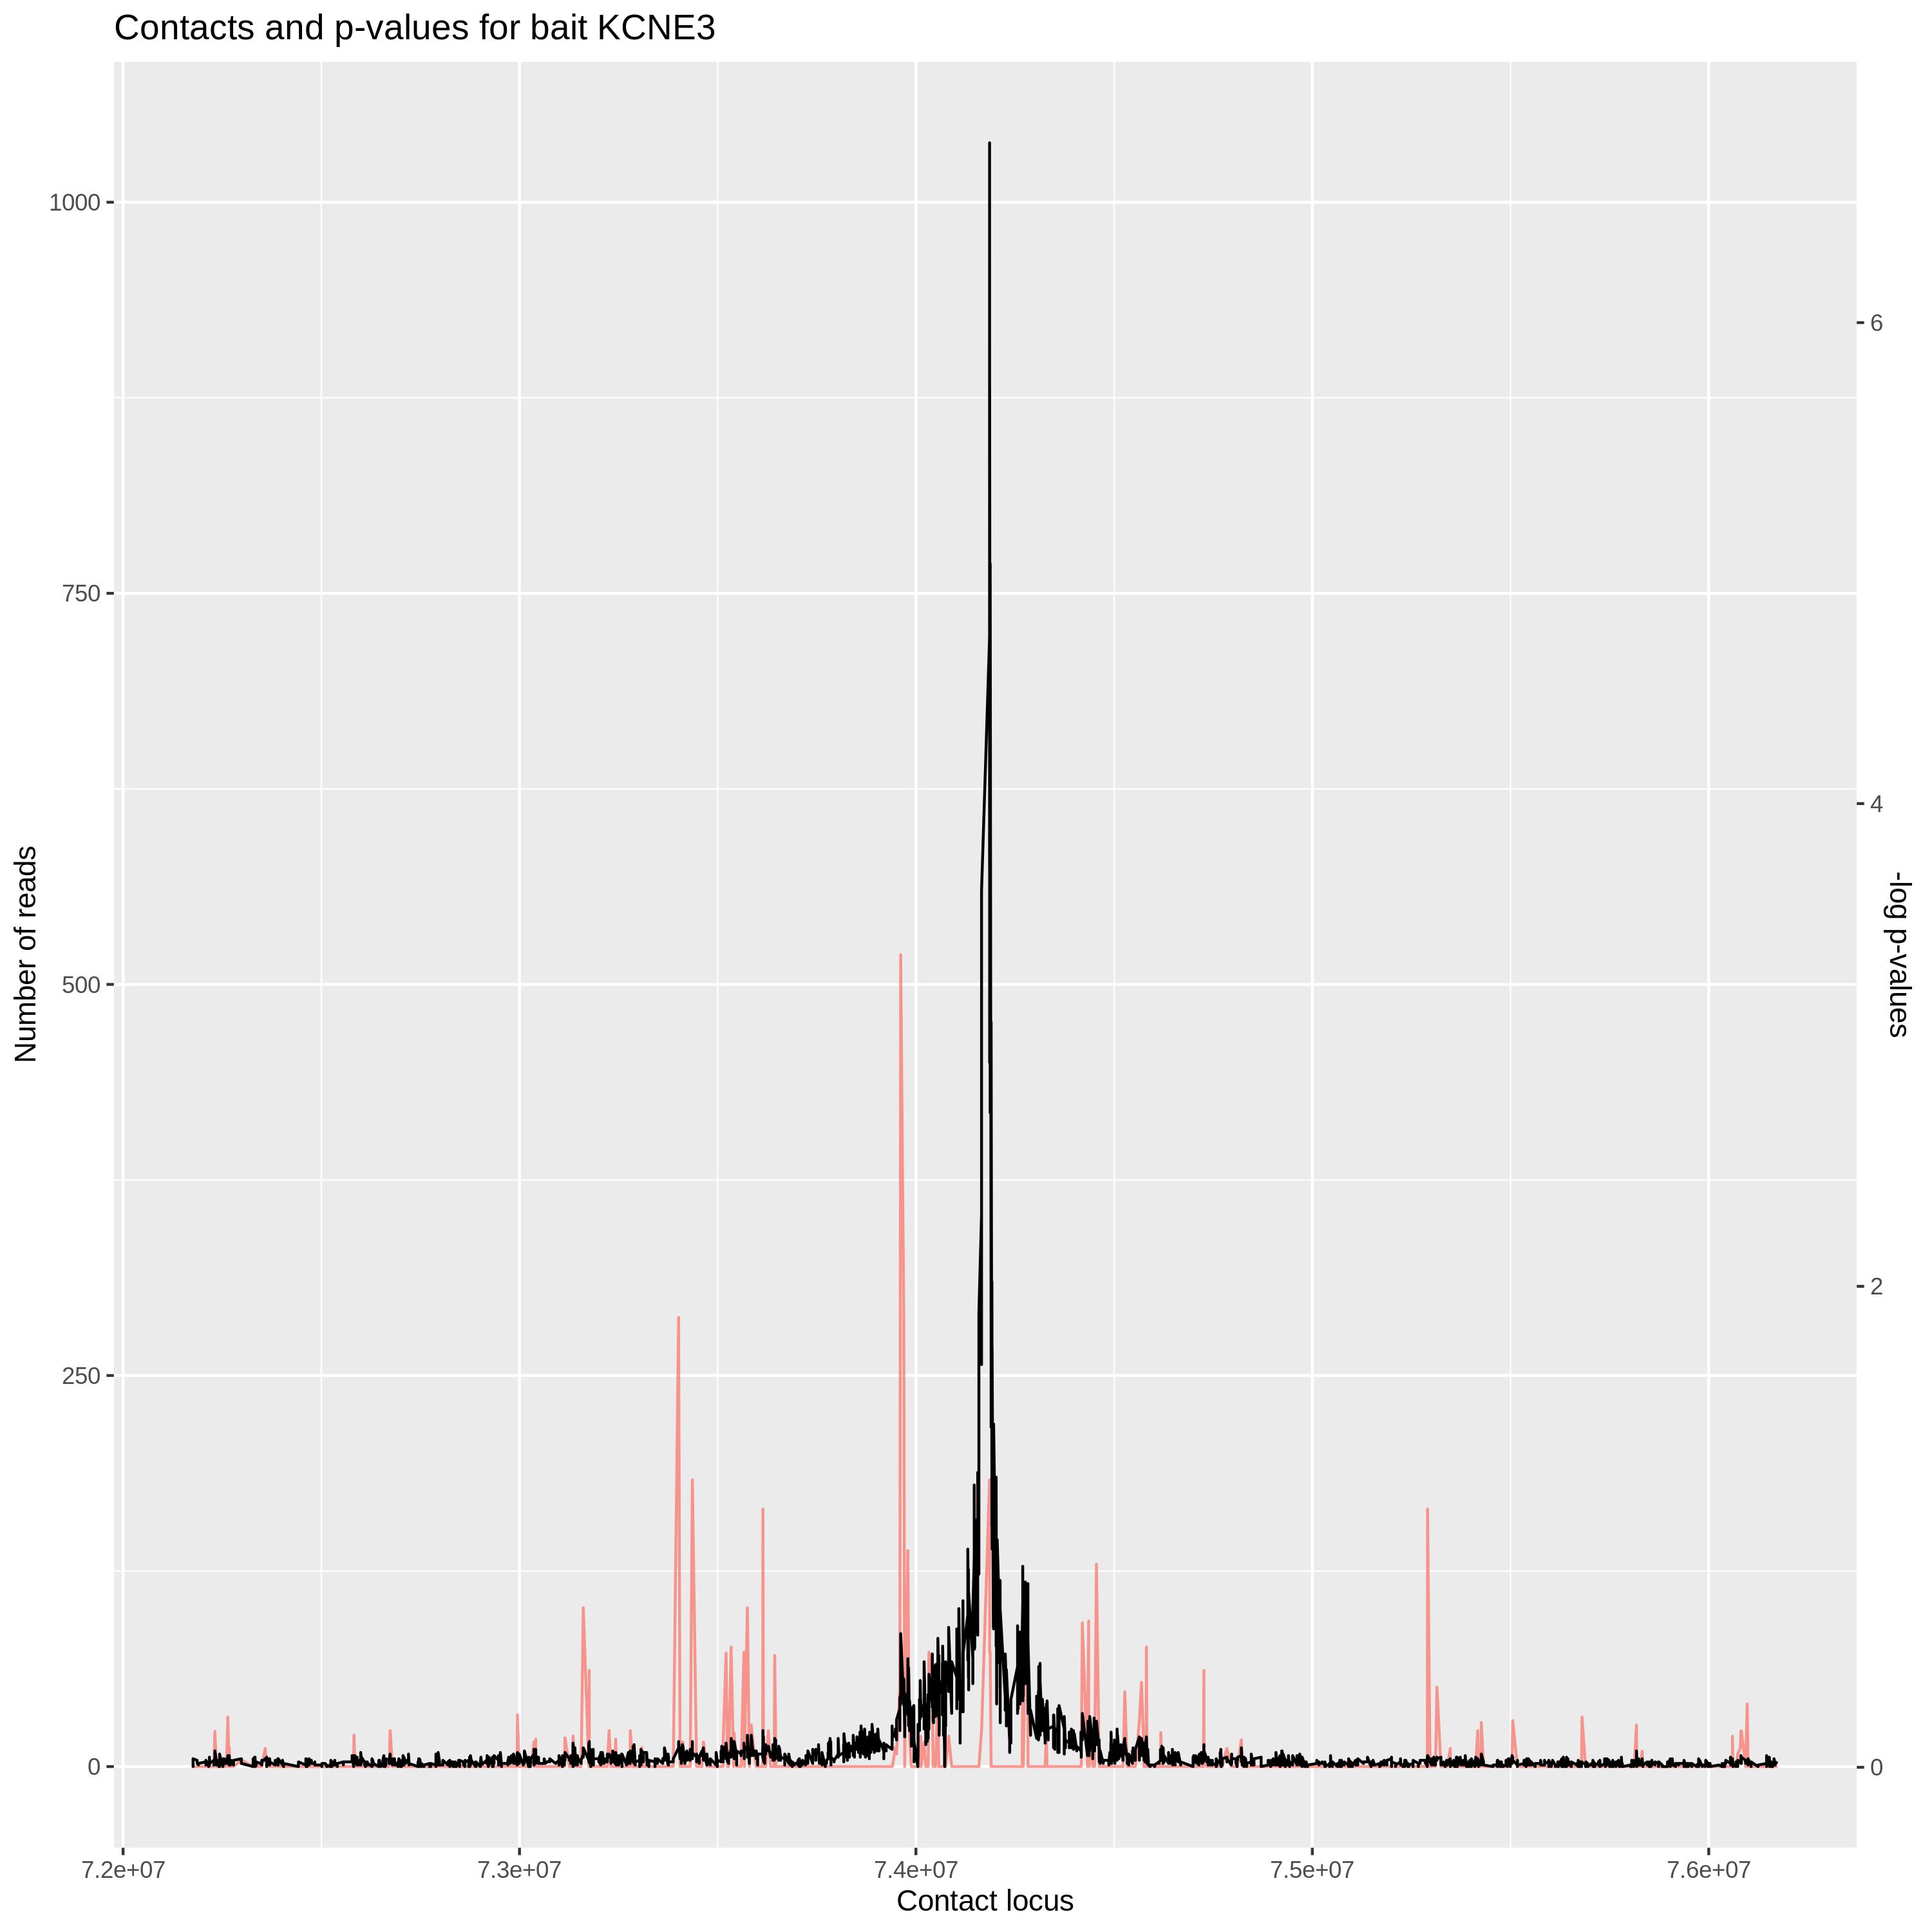 Contacts and p-values for bait KCNE3
Number of reads
1000
750
500
250
0
6
4
2
0
-log p-values
7.2e+07 7.3e+07 7.4e+07 7.5e+07 7.6e+07
Contact locus